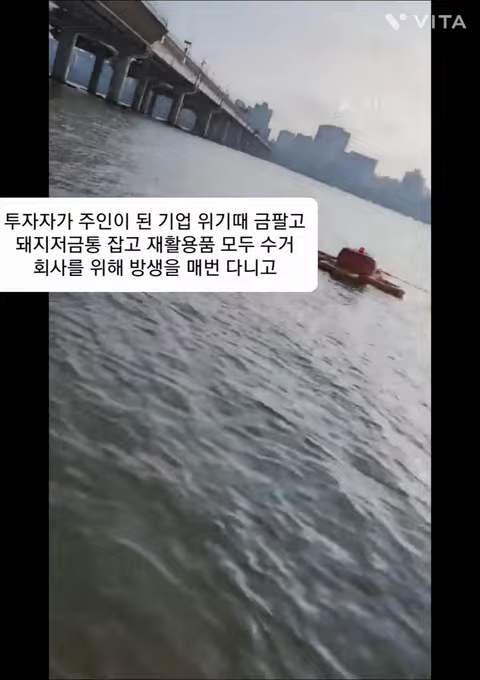 VITA
투자자가 주인이 된 기업 위기때 금팔고
돼지저금통 잡고 재활용품 모두 수거
회사를 위해 방생을 매번 다니고